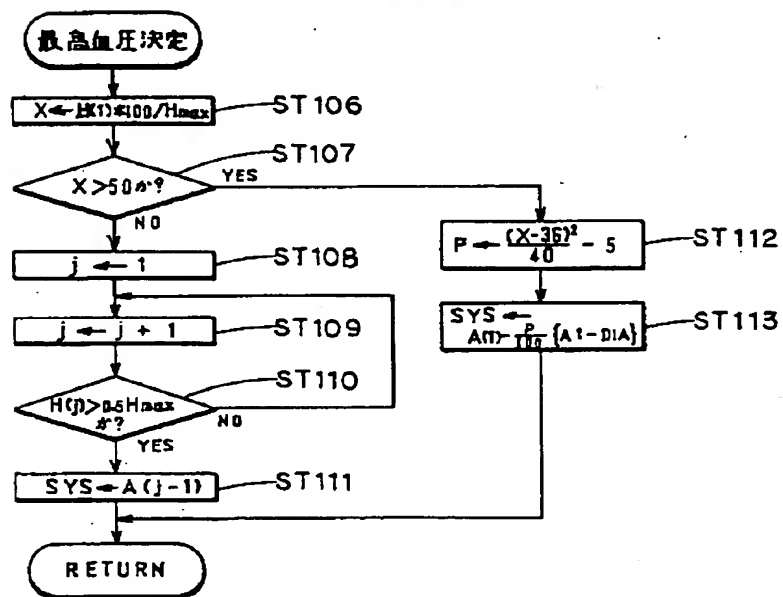 最高血圧決定
X←H(1)*100/Hmax
ST106
ST107
X>50か?
YES
NO
j ← 1
ST108
j ← j + 1
ST109
ST110
H(j)>0.5Hmax
か?
NO
YES
SYS←A(j-1)
ST111
RETURN
P ← (X-36)²/40 - 5
ST112
SYS ←
A(1)- P/100 {A1-DIA}
ST113